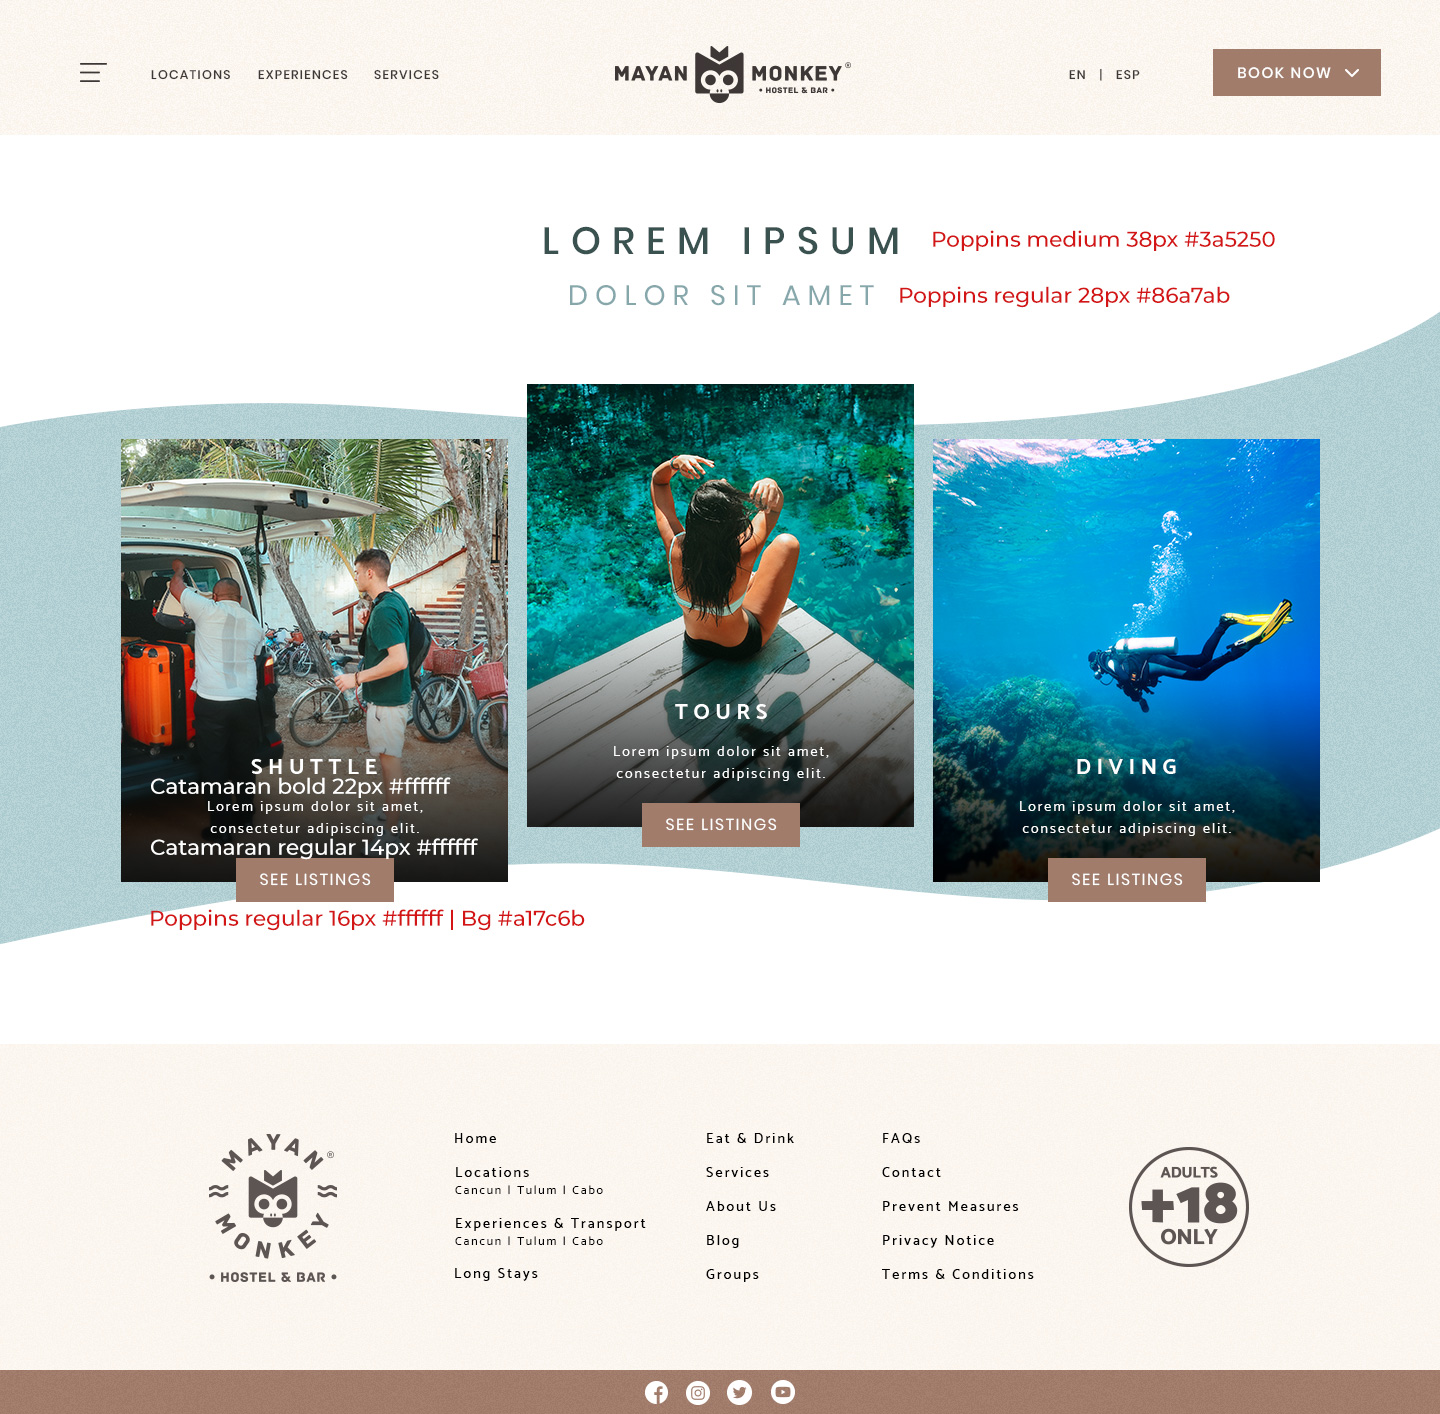 LOCATIONS EXPERIENCES SERVICES
MAYAN MONKEY®
• HOSTEL & BAR •
EN | ESP
BOOK NOW
LOREM IPSUM
Poppins medium 38px #3a5250
DOLOR SIT AMET
Poppins regular 28px #86a7ab
SHUTTLE
Catamaran bold 22px #ffffff
Lorem ipsum dolor sit amet,
consectetur adipiscing elit.
Catamaran regular 14px #ffffff
SEE LISTINGS
Poppins regular 16px #ffffff | Bg #a17c6b
TOURS
Lorem ipsum dolor sit amet,
consectetur adipiscing elit.
SEE LISTINGS
DIVING
Lorem ipsum dolor sit amet,
consectetur adipiscing elit.
SEE LISTINGS
MAYAN®
MONKEY
• HOSTEL & BAR •
Home
Locations
Cancun | Tulum | Cabo
Experiences & Transport
Cancun | Tulum | Cabo
Long Stays
Eat & Drink
Services
About Us
Blog
Groups
FAQs
Contact
Prevent Measures
Privacy Notice
Terms & Conditions
ADULTS
+18
ONLY